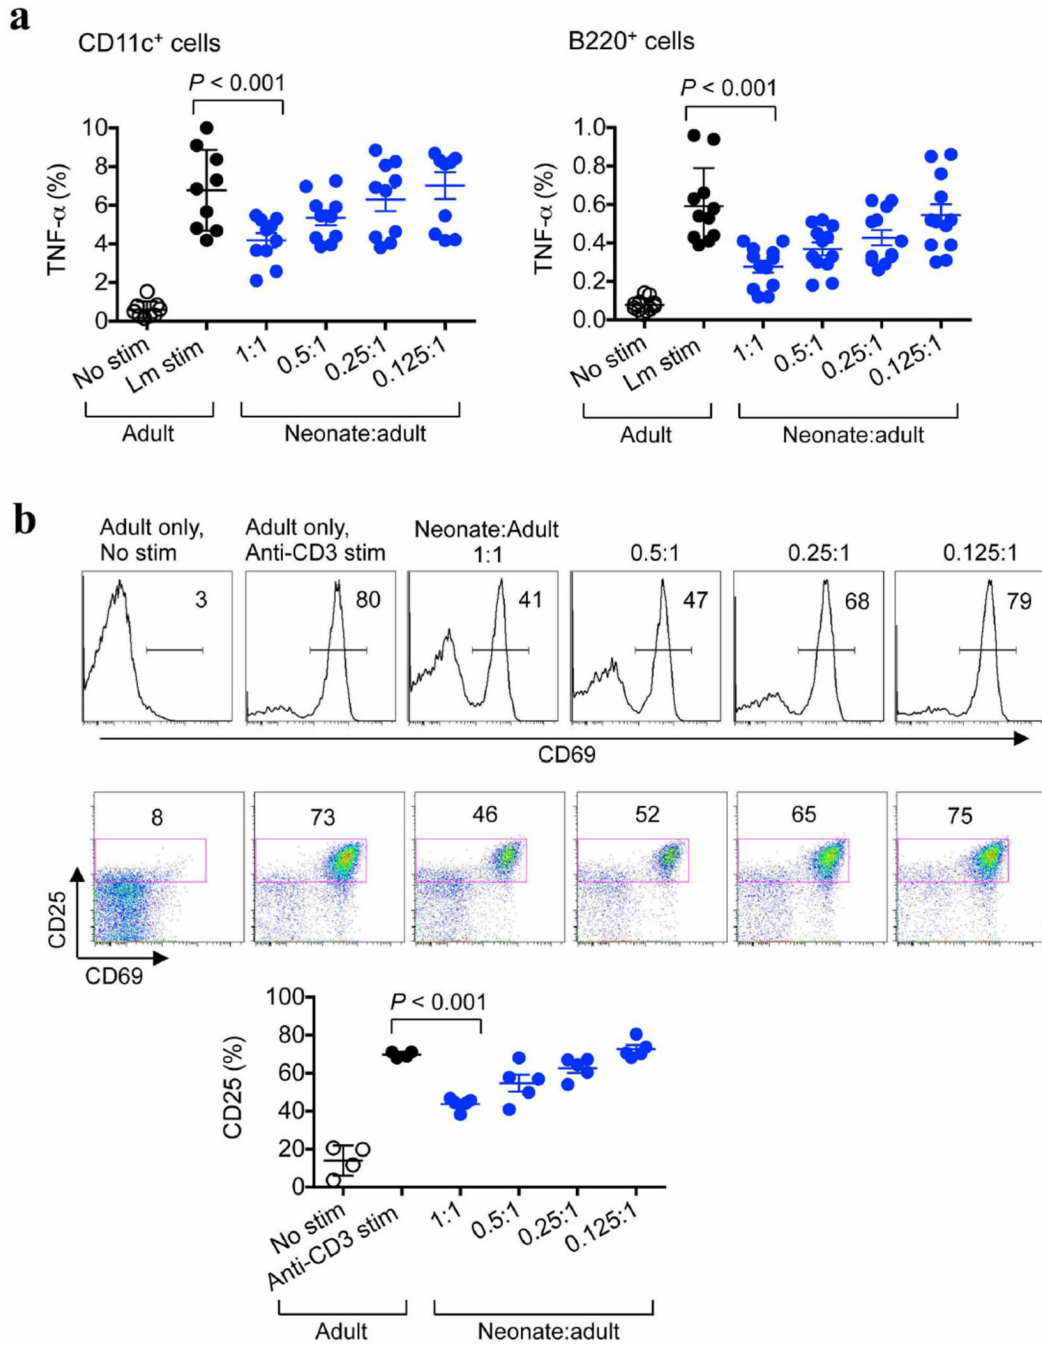 a
CD11c+ cells
B220+ cells
P < 0.001
P < 0.001
TNF-α (%)
10
8
6
4
2
0
No stim
Lm stim
1:1
0.5:1
0.25:1
0.125:1
Adult
Neonate:adult
TNF-α (%)
1.0
0.8
0.6
0.4
0.2
0.0
No stim
Lm stim
1:1
0.5:1
0.25:1
0.125:1
Adult
Neonate:adult
b
Adult only,
No stim
Adult only,
Anti-CD3 stim
Neonate:Adult
1:1
0.5:1
0.25:1
0.125:1
3
80
41
47
68
79
CD69
8
73
46
52
65
75
CD25
CD69
P < 0.001
CD25 (%)
100
80
60
40
20
0
No stim
Anti-CD3 stim
1:1
0.5:1
0.25:1
0.125:1
Adult
Neonate:adult